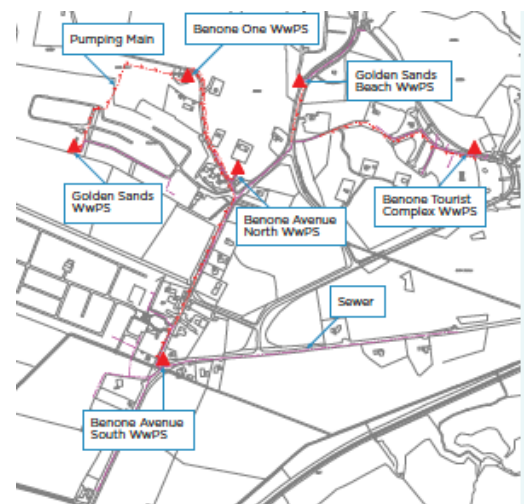 Pumping Main
Benone One WwPS
Golden Sands
Beach WwPS
Golden Sands
WwPS
Benone Avenue
North WwPS
Benone Tourist
Complex WwPS
Sewer
Benone Avenue
South WwPS